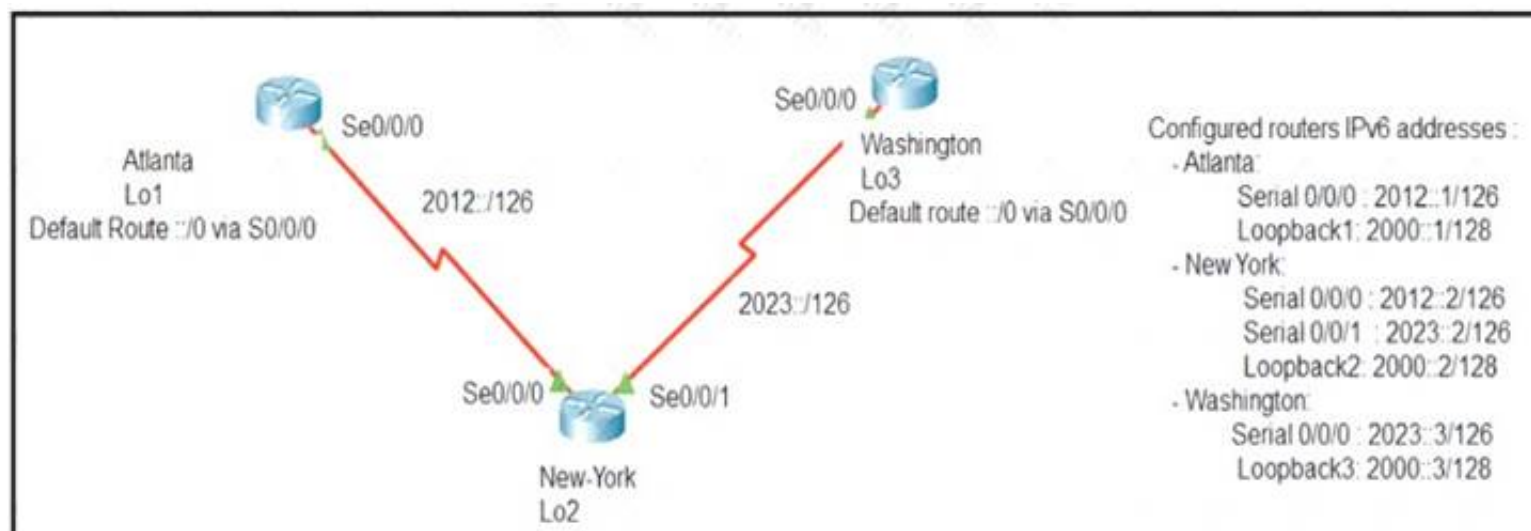 Se0/0/0
Atlanta
Lo1
Default Route ::/0 via S0/0/0
2012::/126
Se0/0/0
Washington
Lo3
Default route ::/0 via S0/0/0
2023::/126
Se0/0/0
Se0/0/1
New-York
Lo2
Configured routers IPv6 addresses :
- Atlanta:
Serial 0/0/0 : 2012::1/126
Loopback1: 2000::1/128
- New York:
Serial 0/0/0 : 2012::2/126
Serial 0/0/1 : 2023::2/126
Loopback2: 2000::2/128
- Washington:
Serial 0/0/0 : 2023::3/126
Loopback3: 2000::3/128